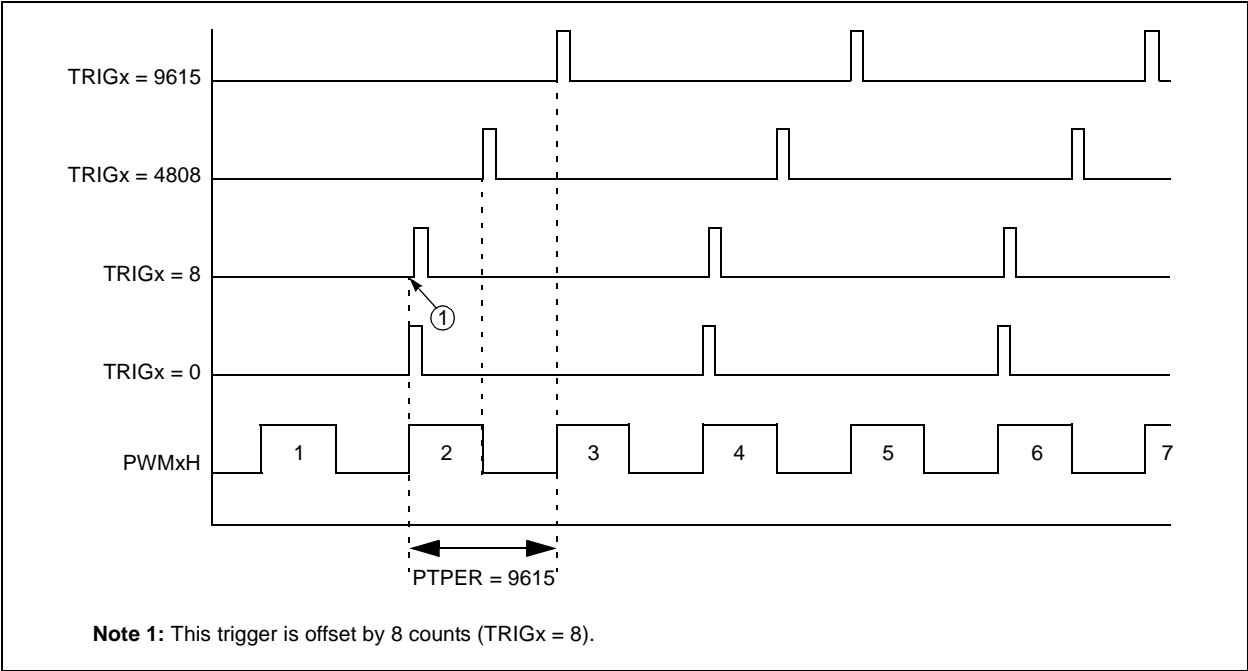 TRIGx = 9615
TRIGx = 4808
TRIGx = 8
1
TRIGx = 0
PWMxH
1
2
3
4
5
6
7
PTPER = 9615
Note 1: This trigger is offset by 8 counts (TRIGx = 8).